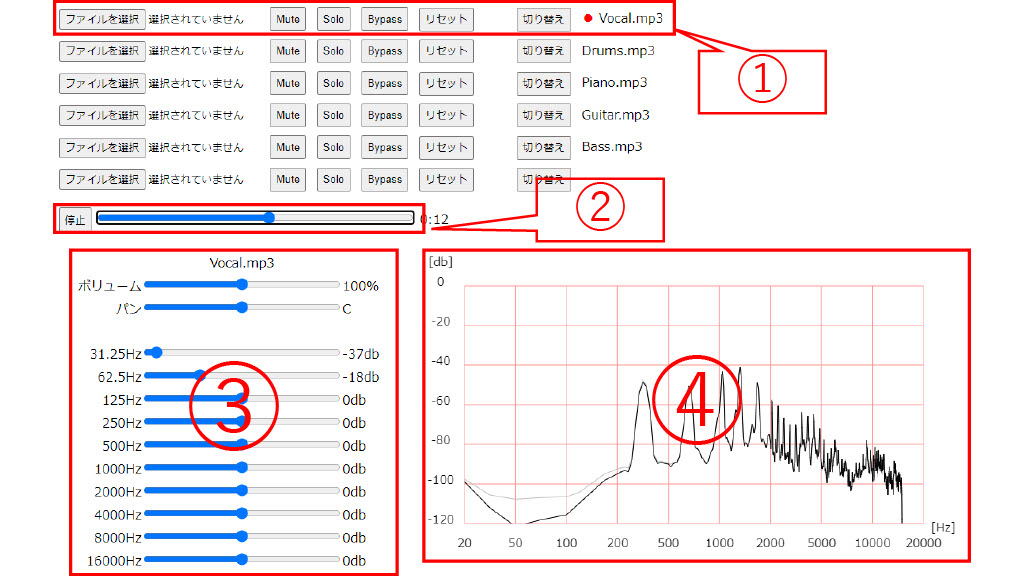 ファイルを選択 選択されていません Mute Solo Bypass リセット 切り替え ● Vocal.mp3
ファイルを選択 選択されていません Mute Solo Bypass リセット 切り替え Drums.mp3
①
ファイルを選択 選択されていません Mute Solo Bypass リセット 切り替え Piano.mp3
ファイルを選択 選択されていません Mute Solo Bypass リセット 切り替え Guitar.mp3
ファイルを選択 選択されていません Mute Solo Bypass リセット 切り替え Bass.mp3
ファイルを選択 選択されていません Mute Solo Bypass リセット 切り替え
②
停止 0:12
Vocal.mp3
ボリューム 100%
パン C
31.25Hz -37db
62.5Hz -18db
125Hz 0db
③
250Hz 0db
500Hz 0db
1000Hz 0db
2000Hz 0db
4000Hz 0db
8000Hz 0db
16000Hz 0db
[db]
0
-20
-40
④
-60
-80
-100
-120
[Hz]
20 50 100 200 500 1000 2000 5000 10000 20000